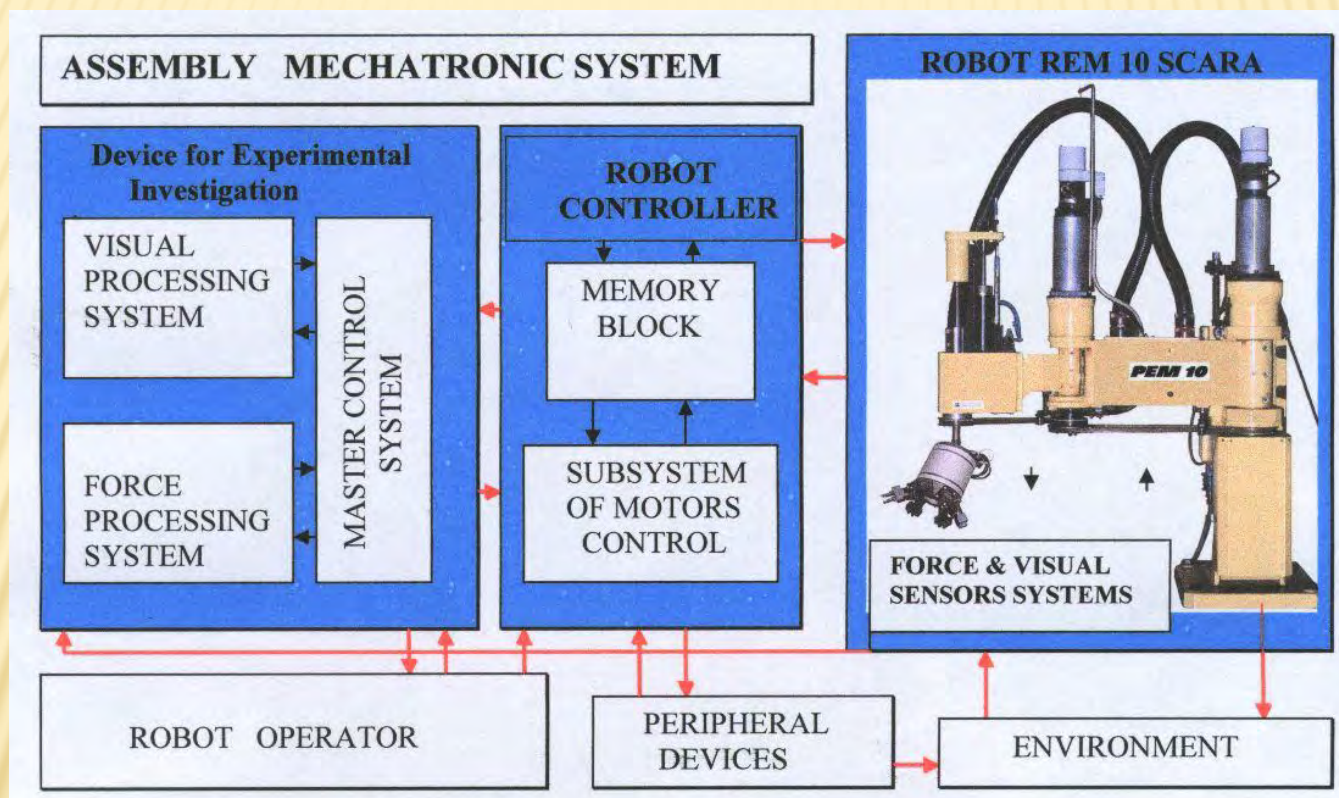 ASSEMBLY MECHATRONIC SYSTEM
Device for Experimental
Investigation
VISUAL
PROCESSING
SYSTEM
FORCE
PROCESSING
SYSTEM
MASTER CONTROL
SYSTEM
ROBOT
CONTROLLER
MEMORY
BLOCK
SUBSYSTEM
OF MOTORS
CONTROL
ROBOT REM 10 SCARA
PEM 10
FORCE & VISUAL
SENSORS SYSTEMS
ROBOT OPERATOR
PERIPHERAL
DEVICES
ENVIRONMENT